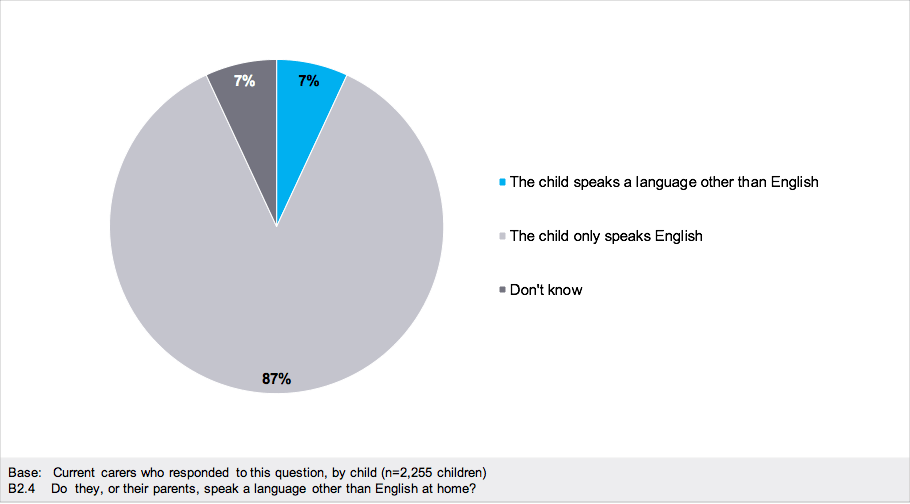 7%
7%
The child speaks a language other than English
The child only speaks English
Don't know
87%
Base: Current carers who responded to this question, by child (n=2,255 children)
B2.4 Do they, or their parents, speak a language other than English at home?